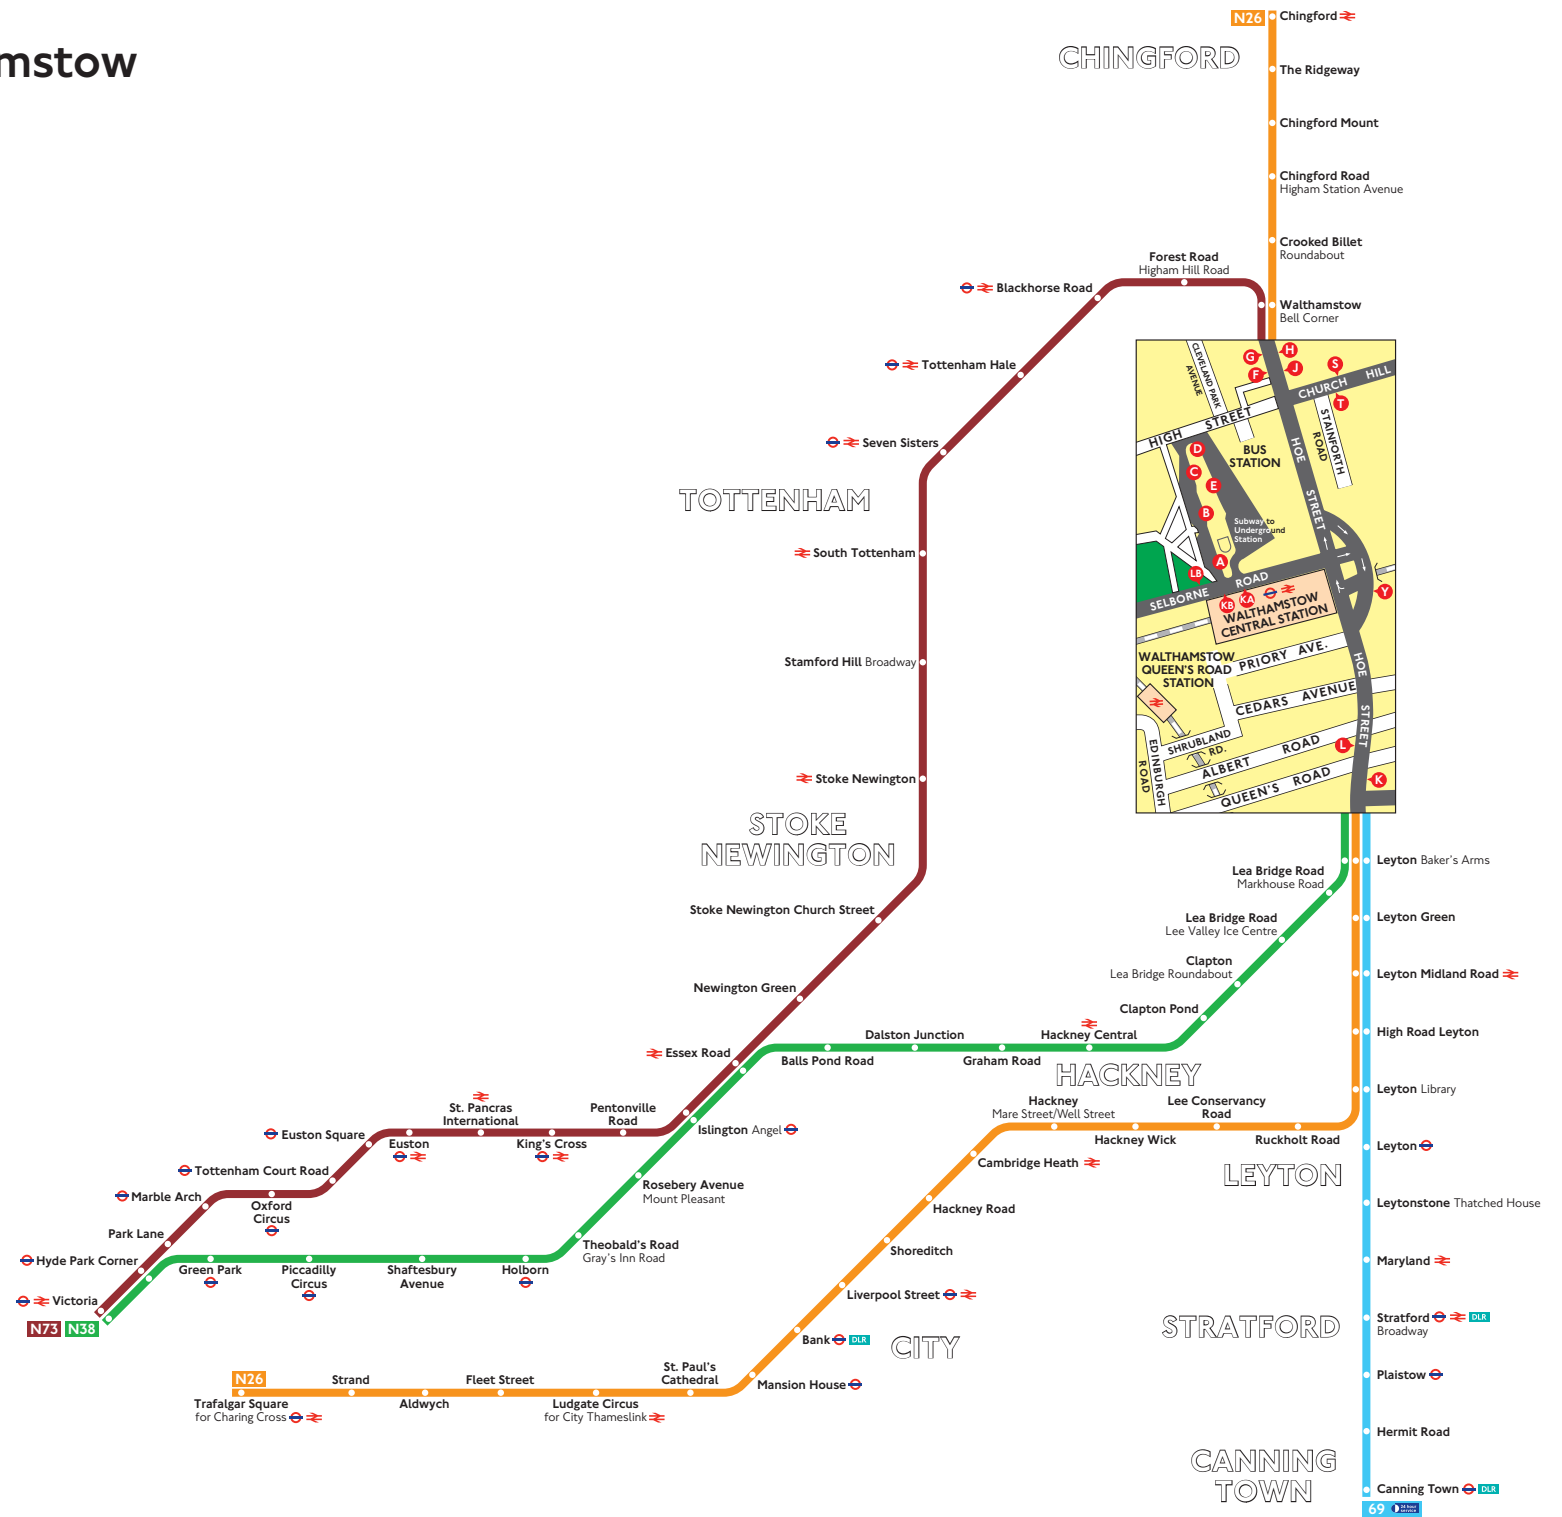 mstow
N26
Chingford
CHINGFORD
The Ridgeway
Chingford Mount
Chingford Road
Higham Station Avenue
Crooked Billet
Roundabout
Walthamstow
Bell Corner
Forest Road
Higham Hill Road
Blackhorse Road
Tottenham Hale
Seven Sisters
TOTTENHAM
South Tottenham
Stamford Hill Broadway
Stoke Newington
STOKE
NEWINGTON
Stoke Newington Church Street
Newington Green
Essex Road
Islington Angel
Pentonville
Road
King's Cross
St. Pancras
International
Euston
Euston Square
Tottenham Court Road
Oxford
Circus
Marble Arch
Park Lane
Hyde Park Corner
Victoria
N73
N38
CLEVELAND PARK
AVENUE
G
H
F
J
S
T
CHURCH HILL
HIGH STREET
STAINFORTH
ROAD
HOE STREET
BUS
STATION
D
C
E
B
A
Subway to
Underground
Station
LB
SELBORNE ROAD
KB
KA
Y
WALTHAMSTOW
CENTRAL STATION
WALTHAMSTOW
QUEEN'S ROAD
STATION
PRIORY AVE.
HOE STREET
CEDARS AVENUE
SHRUBLAND
RD.
EDINBURGH
ROAD
ALBERT ROAD
QUEEN'S ROAD
L
K
Lea Bridge Road
Markhouse Road
Lea Bridge Road
Lee Valley Ice Centre
Clapton
Lea Bridge Roundabout
Clapton Pond
Hackney Central
HACKNEY
Graham Road
Dalston Junction
Balls Pond Road
Rosebery Avenue
Mount Pleasant
Theobald's Road
Gray's Inn Road
Holborn
Shaftesbury
Avenue
Piccadilly
Circus
Green Park
Leyton Baker's Arms
Leyton Green
Leyton Midland Road
High Road Leyton
Leyton Library
Leyton
Leytonstone Thatched House
Maryland
Stratford
DLR
Broadway
Plaistow
Hermit Road
Canning Town
DLR
69
24 hour
service
LEYTON
STRATFORD
CANNING
TOWN
Ruckholt Road
Lee Conservancy
Road
Hackney Wick
Hackney
Mare Street/Well Street
Cambridge Heath
Hackney Road
Shoreditch
Liverpool Street
Bank
DLR
CITY
Mansion House
St. Paul's
Cathedral
Ludgate Circus
for City Thameslink
Fleet Street
Aldwych
Strand
N26
Trafalgar Square
for Charing Cross